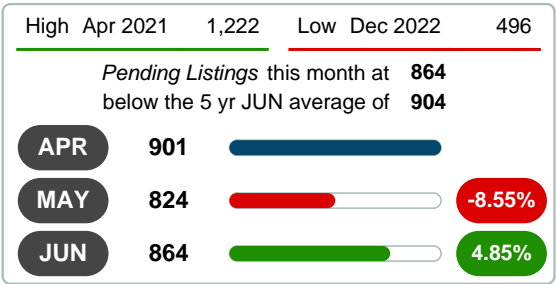 High Apr 2021 1,222 Low Dec 2022 496
Pending Listings this month at 864
below the 5 yr JUN average of 904
APR 901
MAY 824 -8.55%
JUN 864 4.85%